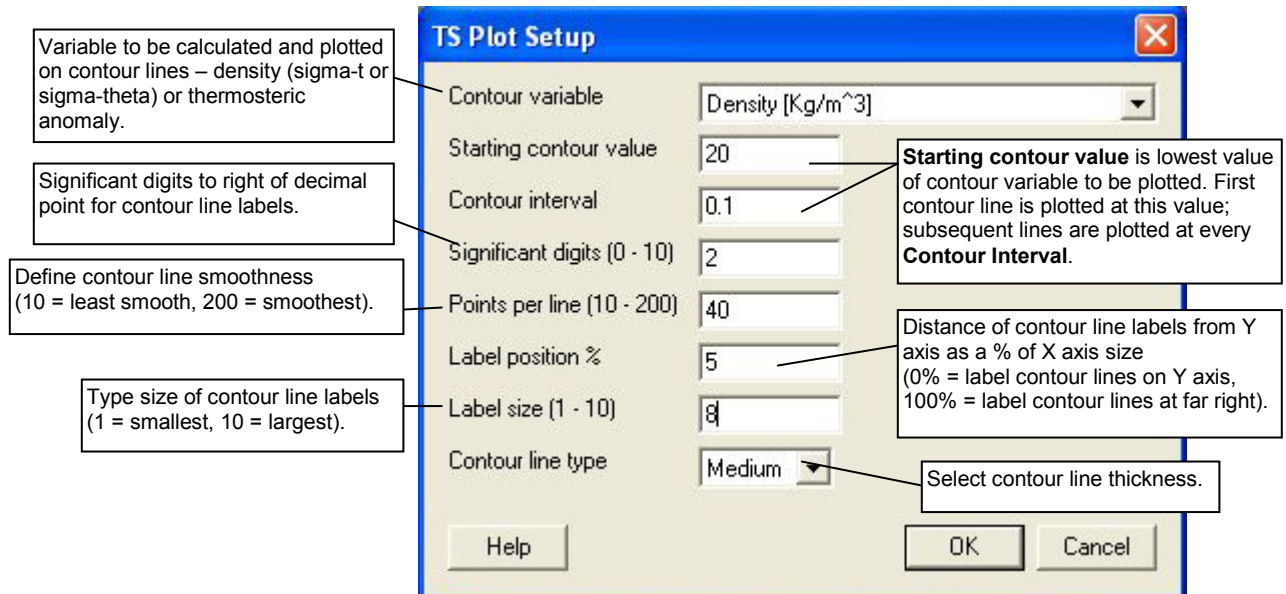 TS Plot Setup
Variable to be calculated and plotted
on contour lines – density (sigma-t or
sigma-theta) or thermosteric
anomaly.
Contour variable
Density [Kg/m^3]
Starting contour value
20
Starting contour value is lowest value
of contour variable to be plotted. First
contour line is plotted at this value;
subsequent lines are plotted at every
Contour Interval.
Significant digits to right of decimal
point for contour line labels.
Contour interval
0.1
Significant digits (0 - 10)
2
Define contour line smoothness
(10 = least smooth, 200 = smoothest).
Points per line (10 - 200)
40
Distance of contour line labels from Y
axis as a % of X axis size
(0% = label contour lines on Y axis,
100% = label contour lines at far right).
Label position %
5
Type size of contour line labels
(1 = smallest, 10 = largest).
Label size (1 - 10)
8
Contour line type
Medium
Select contour line thickness.
Help
OK
Cancel